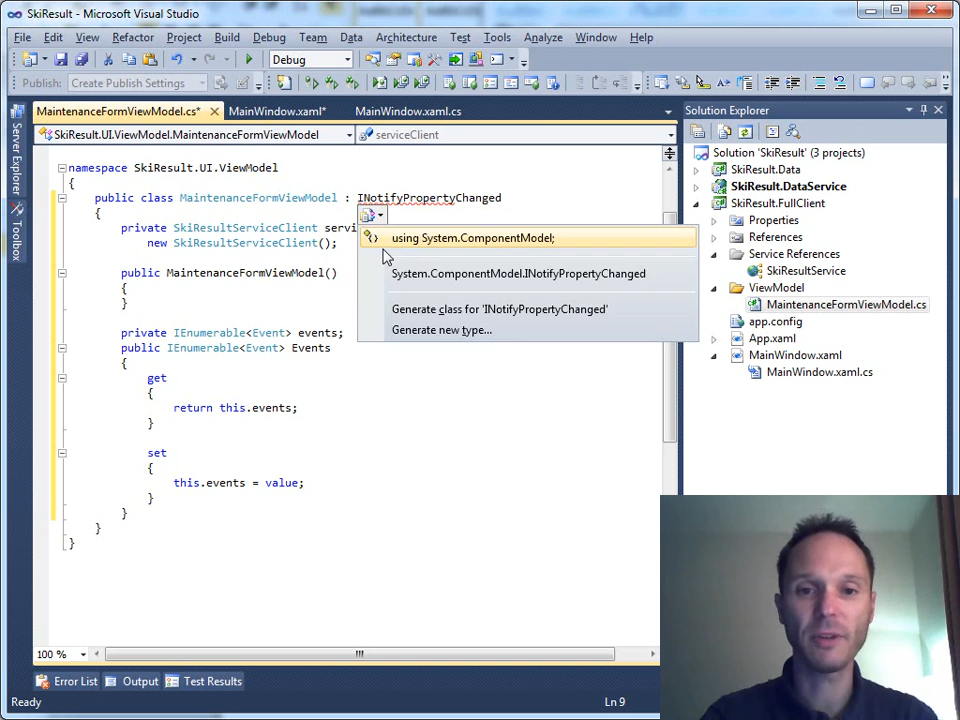 SkiResult - Microsoft Visual Studio
File Edit View Refactor Project Build Debug Team Data Architecture Test Tools Analyze Window Help
Debug
Publish: Create Publish Settings
MaintenanceFormViewModel.cs* MainWindow.xaml* MainWindow.xaml.cs
SkiResult.UI.ViewModel.MaintenanceFormViewModel serviceClient
Server Explorer
Toolbox
namespace SkiResult.UI.ViewModel
{
public class MaintenanceFormViewModel : INotifyPropertyChanged
{
private SkiResultServiceClient servi
new SkiResultServiceClient();
public MaintenanceFormViewModel()
{
}
private IEnumerable<Event> events;
public IEnumerable<Event> Events
{
get
{
return this.events;
}
set
{
this.events = value;
}
}
}
}
using System.ComponentModel;
System.ComponentModel.INotifyPropertyChanged
Generate class for 'INotifyPropertyChanged'
Generate new type...
Solution Explorer
Solution 'SkiResult' (3 projects)
SkiResult.Data
SkiResult.DataService
SkiResult.FullClient
Properties
References
Service References
SkiResultService
ViewModel
MaintenanceFormViewModel.cs
app.config
App.xaml
MainWindow.xaml
MainWindow.xaml.cs
100 %
Error List Output Test Results
Ready Ln 9